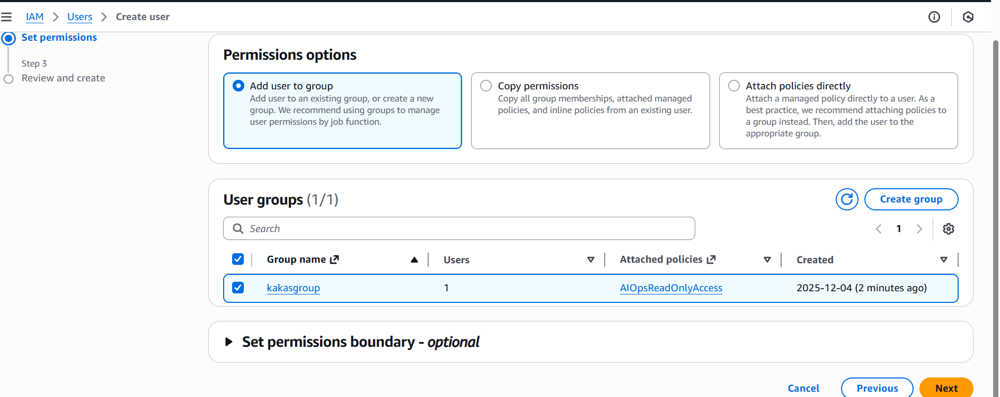 IAM > Users > Create user
Set permissions
Step 3
Review and create
Permissions options
Add user to group
Add user to an existing group, or create a new
group. We recommend using groups to manage
user permissions by job function.
Copy permissions
Copy all group memberships, attached managed
policies, and inline policies from an existing user.
Attach policies directly
Attach a managed policy directly to a user. As a
best practice, we recommend attaching policies to
a group instead. Then, add the user to the
appropriate group.
User groups (1/1)
Create group
Search
1
Group name Users Attached policies Created
kakasgroup 1 AIOpsReadOnlyAccess 2025-12-04 (2 minutes ago)
Set permissions boundary - optional
Cancel Previous Next